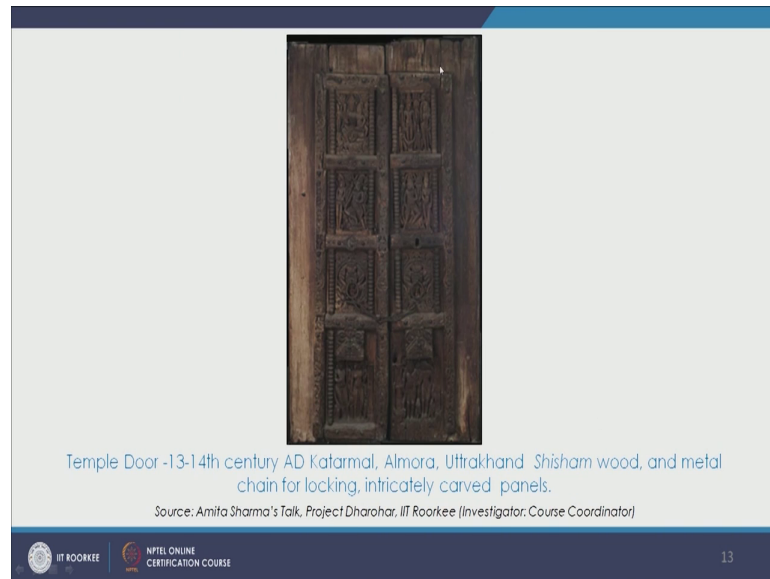 Temple Door -13-14th century AD Katarmal, Almora, Uttrakhand Shisham wood, and metal
chain for locking, intricately carved panels.
Source: Amita Sharma's Talk, Project Dharohar, IIT Roorkee (Investigator: Course Coordinator)
IIT ROORKEE
NPTEL ONLINE
CERTIFICATION COURSE
NPTEL
13